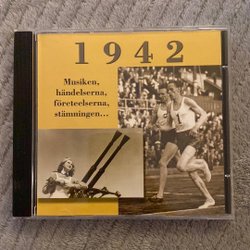 1942
Musiken,
händelserna,
företeelserna,
stämningen...